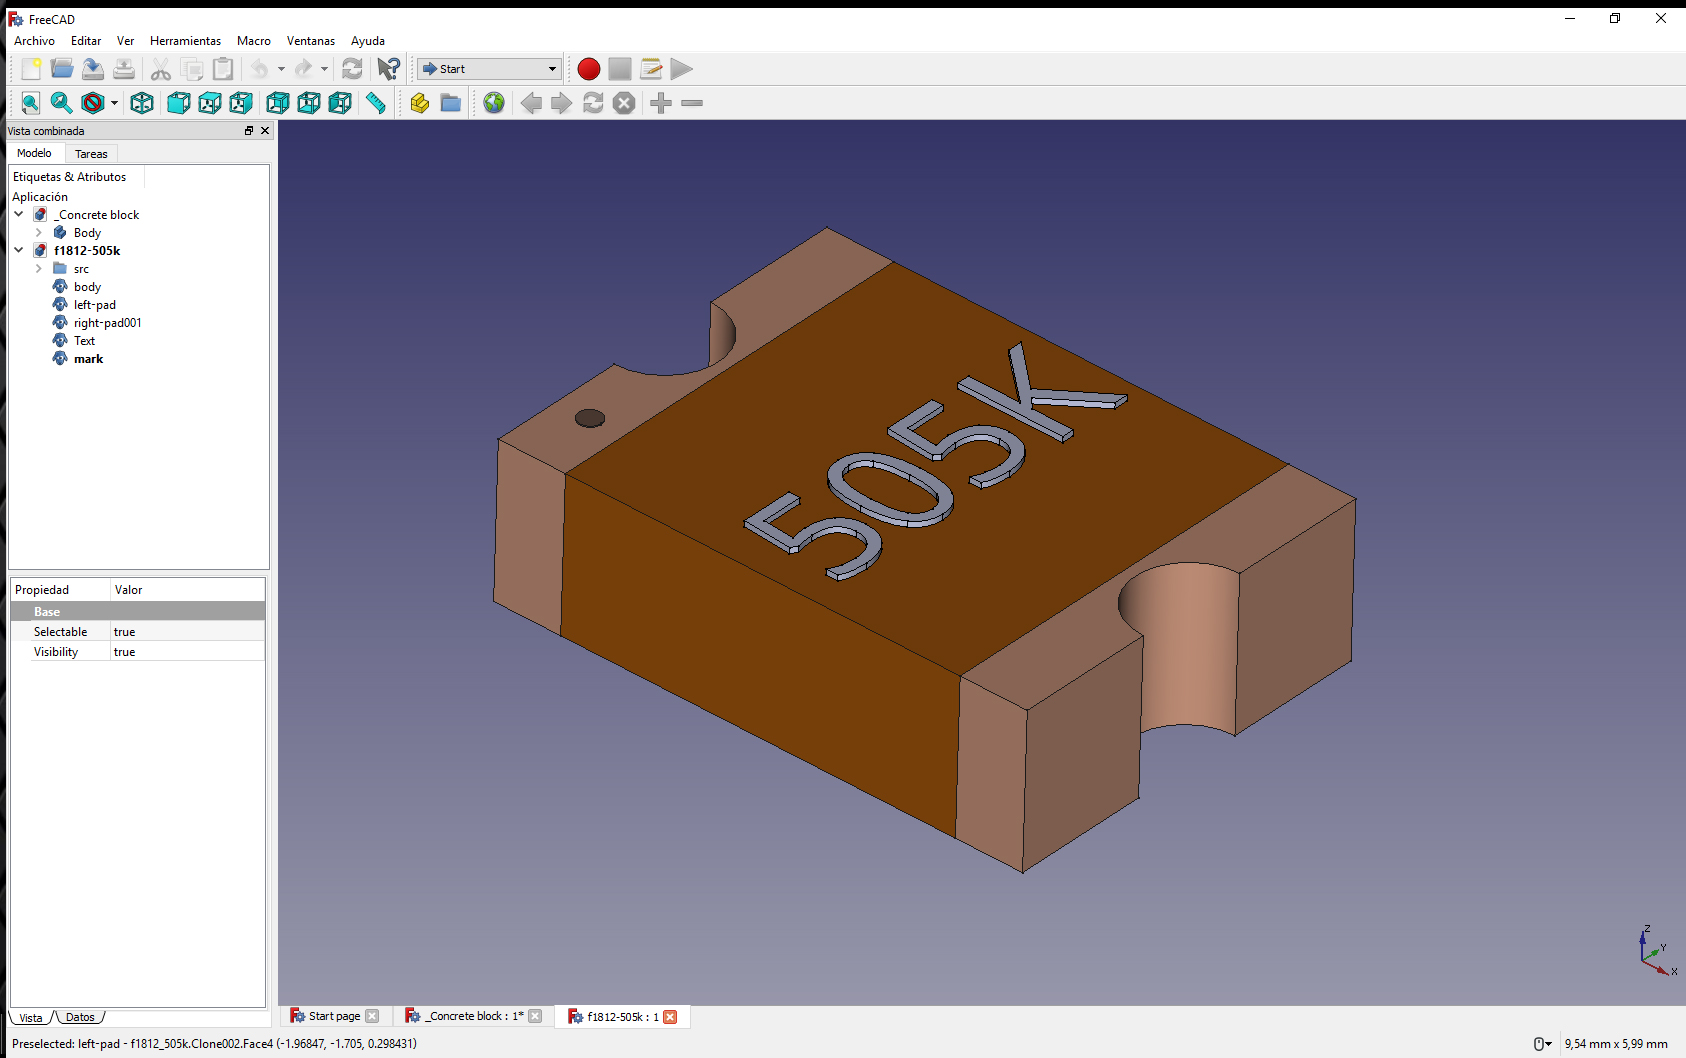 FreeCAD
Archivo Editar Ver Herramientas Macro Ventanas Ayuda
Start
Vista combinada
Modelo Tareas
Etiquetas & Atributos
Aplicación
_Concrete block
Body
f1812-505k
src
body
left-pad
right-pad001
Text
mark
505K
Propiedad Valor
Base
Selectable true
Visibility true
Z
Y
X
Vista Datos
Start page _Concrete block : 1* f1812-505k : 1
Preselected: left-pad - f1812_505k.Clone002.Face4 (-1.96847, -1.705, 0.298431) 9,54 mm x 5,99 mm